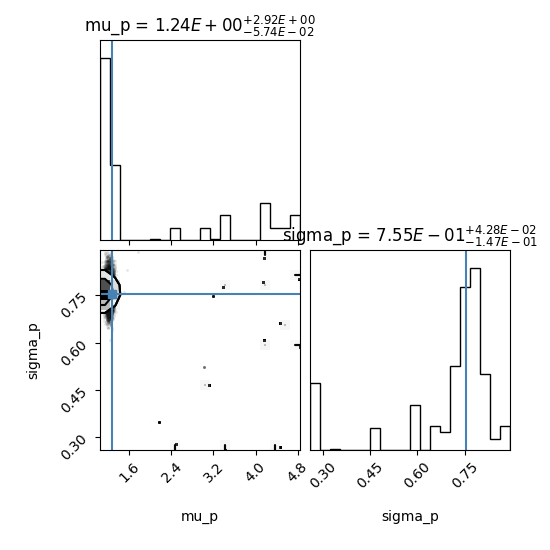 mu_p = 1.24E + 00+2.92E + 00 −5.74E − 02
sigma_p = 7.55E − 01+4.28E − 02 −1.47E − 01
0.75
0.60
0.45
0.30
sigma_p
1.6 2.4 3.2 4.0 4.8
0.30 0.45 0.60 0.75
mu_p
sigma_p